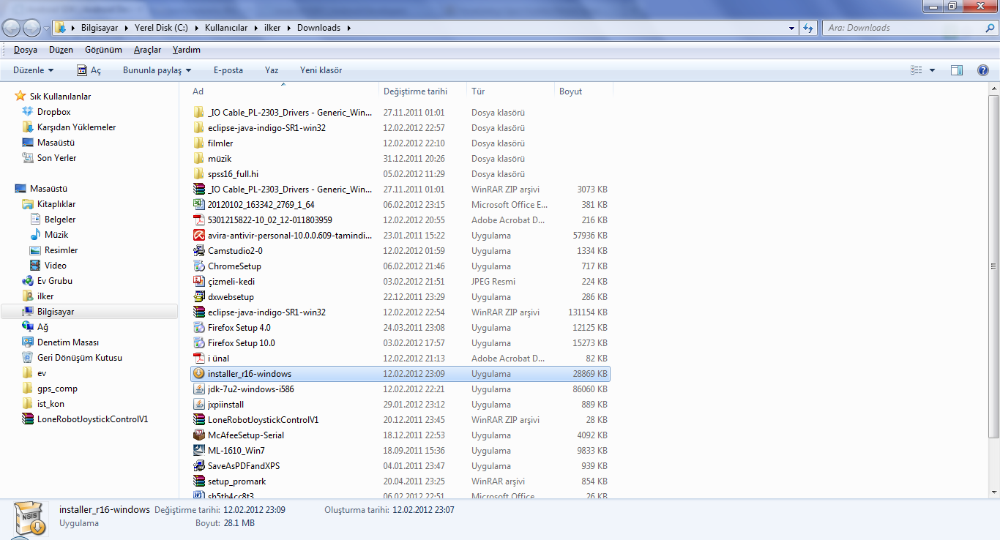 Bilgisayar Yerel Disk (C:) Kullanıcılar ilker Downloads Ara: Downloads
Dosya Düzen Görünüm Araçlar Yardım
Düzenle Aç Bununla paylaş E-posta Yaz Yeni klasör
Sık Kullanılanlar
Dropbox
Karşıdan Yüklemeler
Masaüstü
Son Yerler
Masaüstü
Kitaplıklar
Belgeler
Müzik
Resimler
Video
Ev Grubu
ilker
Bilgisayar
Ağ
Denetim Masası
Geri Dönüşüm Kutusu
ev
gps_comp
ist_kon
LoneRobotJoystickControlV1
Ad Değiştirme tarihi Tür Boyut
_IO Cable_PL-2303_Drivers - Generic_Win... 27.11.2011 01:01 Dosya klasörü
eclipse-java-indigo-SR1-win32 12.02.2012 22:57 Dosya klasörü
filmler 12.02.2012 22:10 Dosya klasörü
müzik 31.12.2011 20:26 Dosya klasörü
spss16_full.hi 05.02.2012 11:29 Dosya klasörü
_IO Cable_PL-2303_Drivers - Generic_Win... 27.11.2011 01:01 WinRAR ZIP arşivi 3073 KB
20120102_163342_2769_1_64 06.02.2012 23:15 Microsoft Office E... 381 KB
5301215822-10_02_12-011803959 12.02.2012 20:55 Adobe Acrobat D... 216 KB
avira-antivir-personal-10.0.0.609-tamindi... 23.01.2011 15:22 Uygulama 57936 KB
Camstudio2-0 12.02.2012 01:59 Uygulama 1334 KB
ChromeSetup 06.02.2012 21:46 Uygulama 717 KB
çizmeli-kedi 03.02.2012 21:51 JPEG Resmi 224 KB
dxwebsetup 22.12.2011 23:29 Uygulama 286 KB
eclipse-java-indigo-SR1-win32 12.02.2012 22:54 WinRAR ZIP arşivi 131154 KB
Firefox Setup 4.0 24.03.2011 23:08 Uygulama 12125 KB
Firefox Setup 10.0 03.02.2012 17:57 Uygulama 15273 KB
i ünal 12.02.2012 21:13 Adobe Acrobat D... 82 KB
installer_r16-windows 12.02.2012 23:09 Uygulama 28869 KB
jdk-7u2-windows-i586 12.02.2012 22:21 Uygulama 86060 KB
jxpiinstall 29.01.2012 23:12 Uygulama 889 KB
LoneRobotJoystickControlV1 20.12.2011 23:45 WinRAR ZIP arşivi 28 KB
McAfeeSetup-Serial 18.12.2011 22:53 Uygulama 4092 KB
ML-1610_Win7 18.09.2011 15:36 Uygulama 9833 KB
SaveAsPDFandXPS 04.01.2011 23:47 Uygulama 939 KB
setup_promark 20.04.2011 23:25 WinRAR arşivi 854 KB
06.02.2012 22:51 Microsoft Office 26 KB
NSIS
installer_r16-windows Değiştirme tarihi: 12.02.2012 23:09 Oluşturma tarihi: 12.02.2012 23:07
Uygulama Boyut: 28.1 MB